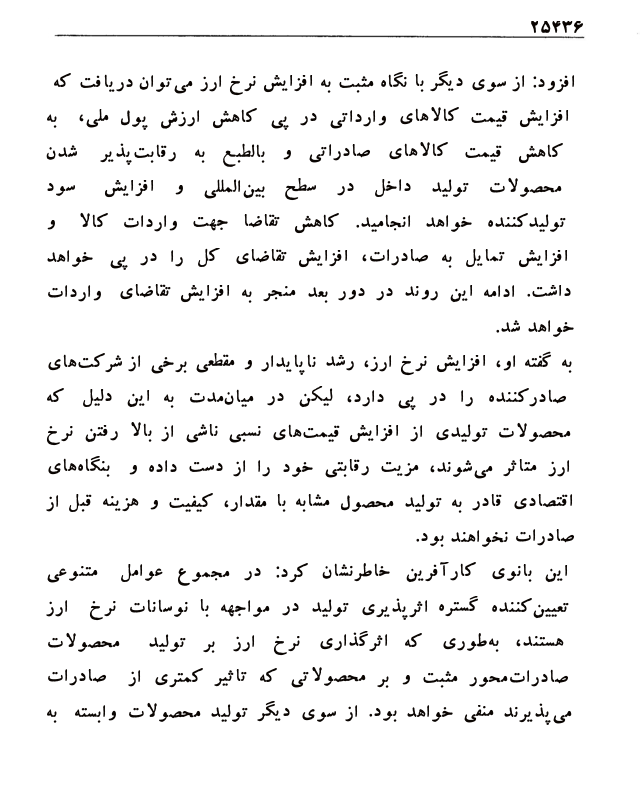 ۲۵۴۳۶
افزود: از سوی دیگر با نگاه مثبت به افزایش نرخ ارز می‌توان دریافت که
افزایش قیمت کالاهای وارداتی در پی کاهش ارزش پول ملی، به
کاهش قیمت کالاهای صادراتی و بالطبع به رقابت‌پذیر شدن
محصولات تولید داخل در سطح بین‌المللی و افزایش سود
تولیدکننده خواهد انجامید. کاهش تقاضا جهت واردات کالا و
افزایش تمایل به صادرات، افزایش تقاضای کل را در پی خواهد
داشت. ادامه این روند در دور بعد منجر به افزایش تقاضای واردات
خواهد شد.
به گفته او، افزایش نرخ ارز، رشد ناپایدار و مقطعی برخی از شرکت‌های
صادرکننده را در پی دارد، لیکن در میان‌مدت به این دلیل که
محصولات تولیدی از افزایش قیمت‌های نسبی ناشی از بالا رفتن نرخ
ارز متاثر می‌شوند، مزیت رقابتی خود را از دست داده و بنگاه‌های
اقتصادی قادر به تولید محصول مشابه با مقدار، کیفیت و هزینه قبل از
صادرات نخواهند بود.
این بانوی کارآفرین خاطرنشان کرد: در مجموع عوامل متنوعی
تعیین‌کننده گستره اثرپذیری تولید در مواجهه با نوسانات نرخ ارز
هستند، به‌طوری که اثرگذاری نرخ ارز بر تولید محصولات
صادرات‌محور مثبت و بر محصولاتی که تاثیر کمتری از صادرات
می‌پذیرند منفی خواهد بود. از سوی دیگر تولید محصولات وابسته به